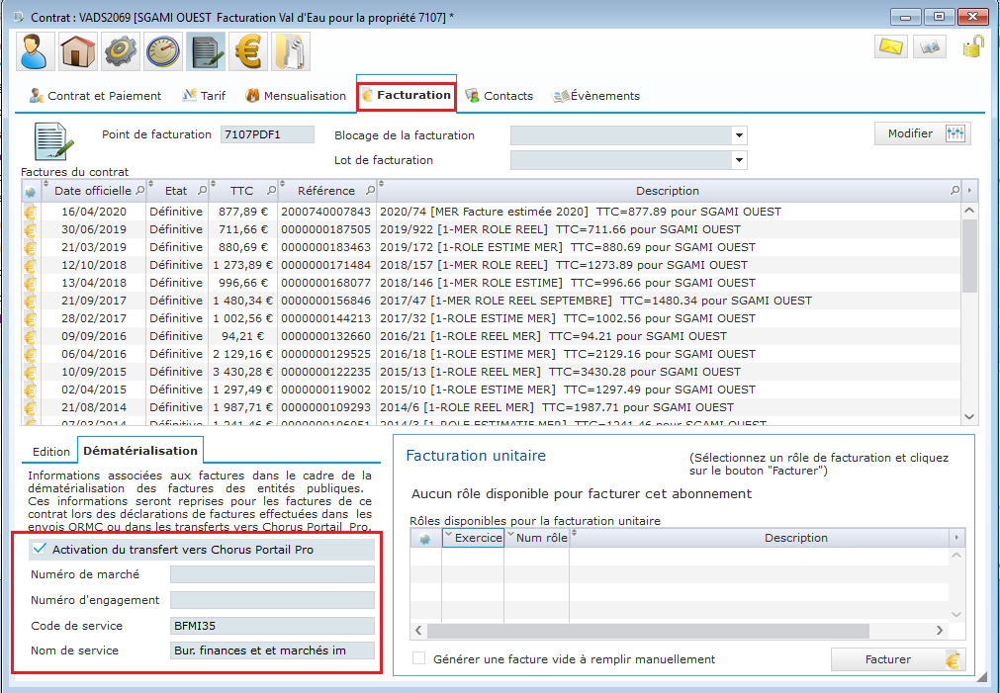 Contrat : VADS2069 [SGAMI OUEST  Facturation Val d'Eau pour la propriété 7107] *
Contrat et Paiement Tarif Mensualisation Facturation Contacts Évènements
Point de facturation 7107PDF1 Blocage de la facturation Modifier
Lot de facturation
Factures du contrat
Date officielle Etat TTC Référence Description
16/04/2020 Définitive 877,89 € 2000740007843 2020/74 [MER Facture estimée 2020]  TTC=877.89 pour SGAMI OUEST
30/06/2019 Définitive 711,66 € 0000000187505 2019/922 [1-MER ROLE REEL]  TTC=711.66 pour SGAMI OUEST
21/03/2019 Définitive 880,69 € 0000000183463 2019/172 [1-ROLE ESTIME MER]  TTC=880.69 pour SGAMI OUEST
12/10/2018 Définitive 1 273,89 € 0000000171484 2018/157 [1-MER ROLE REEL]  TTC=1273.89 pour SGAMI OUEST
13/04/2018 Définitive 996,66 € 0000000168077 2018/146 [1-MER ROLE ESTIME]  TTC=996.66 pour SGAMI OUEST
21/09/2017 Définitive 1 480,34 € 0000000156846 2017/47 [1-MER ROLE REEL SEPTEMBRE]  TTC=1480.34 pour SGAMI OUEST
28/02/2017 Définitive 1 002,56 € 0000000144213 2017/32 [1-ROLE ESTIME MER]  TTC=1002.56 pour SGAMI OUEST
09/09/2016 Définitive 94,21 € 0000000132660 2016/21 [1-ROLE REEL MER]  TTC=94.21 pour SGAMI OUEST
06/04/2016 Définitive 2 129,16 € 0000000129525 2016/18 [1-ROLE ESTIME MER]  TTC=2129.16 pour SGAMI OUEST
10/09/2015 Définitive 3 430,28 € 0000000122235 2015/13 [1-ROLE REEL MER]  TTC=3430.28 pour SGAMI OUEST
02/04/2015 Définitive 1 297,49 € 0000000119002 2015/10 [1-ROLE ESTIME MER]  TTC=1297.49 pour SGAMI OUEST
21/08/2014 Définitive 1 987,71 € 0000000109293 2014/6 [1-ROLE REEL MER]  TTC=1987.71 pour SGAMI OUEST
07/03/2014 Définitive 1 241,46 € 0000000106051 2014/3 [1-ROLE ESTIMATIF MER]  TTC=1241.46 pour SGAMI OUEST
Edition Dématérialisation
Informations associées aux factures dans le cadre de la
dématérialisation des factures des entités publiques.
Ces informations seront reprises pour les factures de ce
contrat lors des déclarations de factures effectuées dans les
envois ORMC ou dans les transferts vers Chorus Portail Pro.
Activation du transfert vers Chorus Portail Pro
Numéro de marché
Numéro d'engagement
Code de service BFMI35
Nom de service Bur. finances et et marchés im
Facturation unitaire
(Sélectionnez un rôle de facturation et cliquez
sur le bouton "Facturer")
Aucun rôle disponible pour facturer cet abonnement
Rôles disponibles pour la facturation unitaire
Exercice Num rôle Description
Générer une facture vide à remplir manuellement Facturer